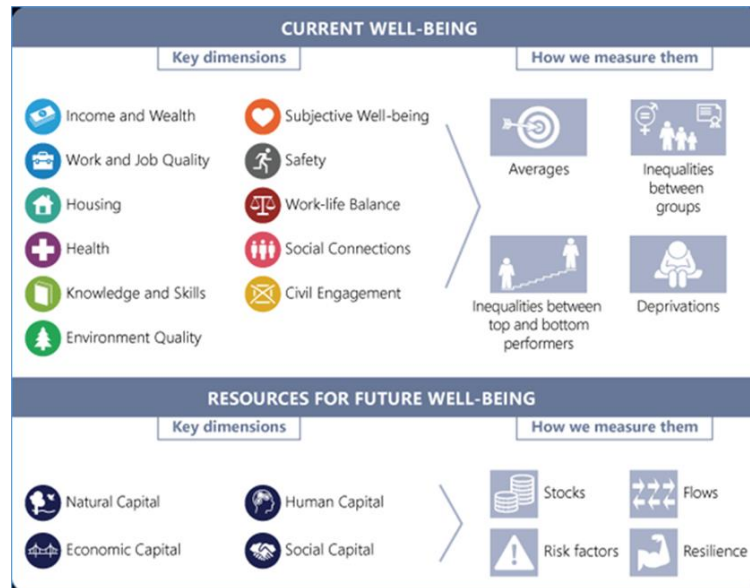 CURRENT WELL-BEING
Key dimensions
How we measure them
Income and Wealth
Subjective Well-being
Work and Job Quality
Safety
Housing
Work-life Balance
Health
Social Connections
Knowledge and Skills
Civil Engagement
Environment Quality
Averages
Inequalities
between
groups
Inequalities between
top and bottom
performers
Deprivations
RESOURCES FOR FUTURE WELL-BEING
Key dimensions
How we measure them
Natural Capital
Human Capital
Economic Capital
Social Capital
Stocks
Flows
Risk factors
Resilience